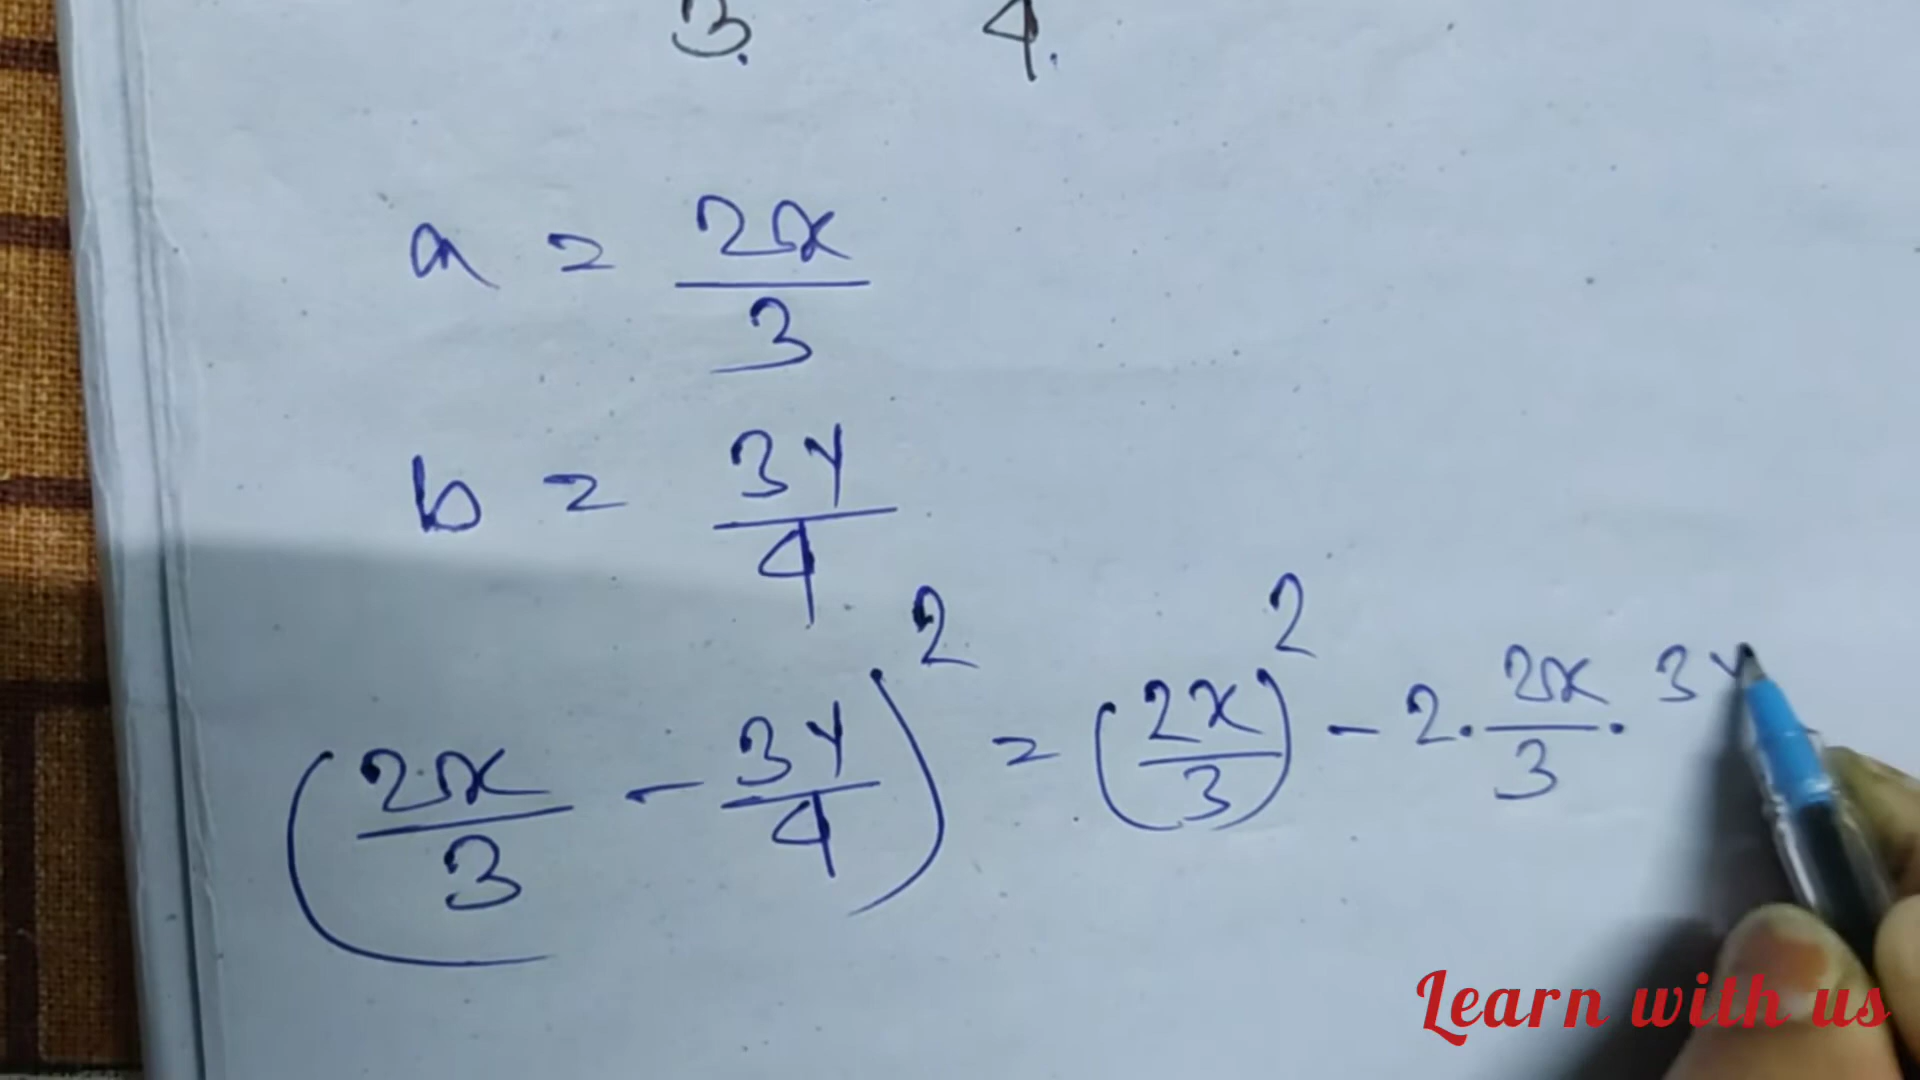 3. 4.
a = 2x/3
b = 3y/4
(2x/3 - 3y/4)² = (2x/3)² - 2 · 2x/3 · 3y
Learn with us